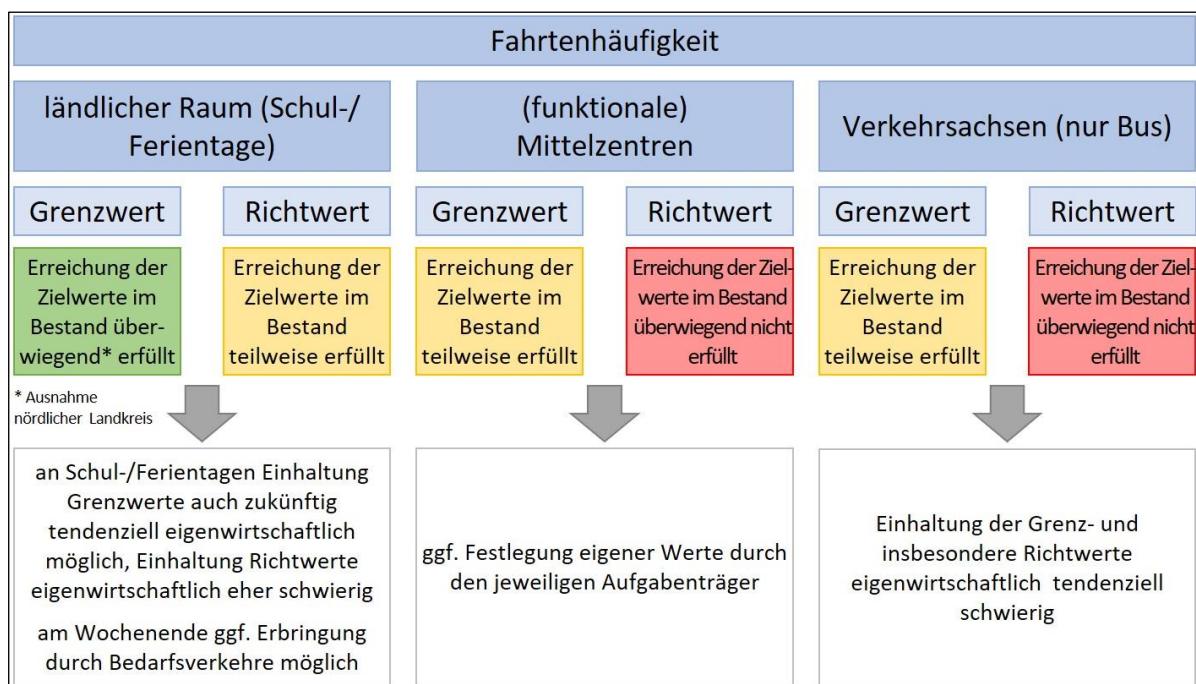 Fahrtenhäufigkeit
ländlicher Raum (Schul-/
Ferientage)
Grenzwert
Richtwert
Erreichung der
Zielwerte im
Bestand über-
wiegend* erfüllt
Erreichung der
Zielwerte im
Bestand
teilweise erfüllt
* Ausnahme
nördlicher Landkreis
an Schul-/Ferientagen Einhaltung
Grenzwerte auch zukünftig
tendenziell eigenwirtschaftlich
möglich, Einhaltung Richtwerte
eigenwirtschaftlich eher schwierig
am Wochenende ggf. Erbringung
durch Bedarfsverkehre möglich
(funktionale)
Mittelzentren
Grenzwert
Richtwert
Erreichung der
Zielwerte im
Bestand
teilweise erfüllt
Erreichung der Ziel-
werte im Bestand
überwiegend nicht
erfüllt
ggf. Festlegung eigener Werte durch
den jeweiligen Aufgabenträger
Verkehrsachsen (nur Bus)
Grenzwert
Richtwert
Erreichung der
Zielwerte im
Bestand
teilweise erfüllt
Erreichung der Ziel-
werte im Bestand
überwiegend nicht
erfüllt
Einhaltung der Grenz- und
insbesondere Richtwerte
eigenwirtschaftlich tendenziell
schwierig